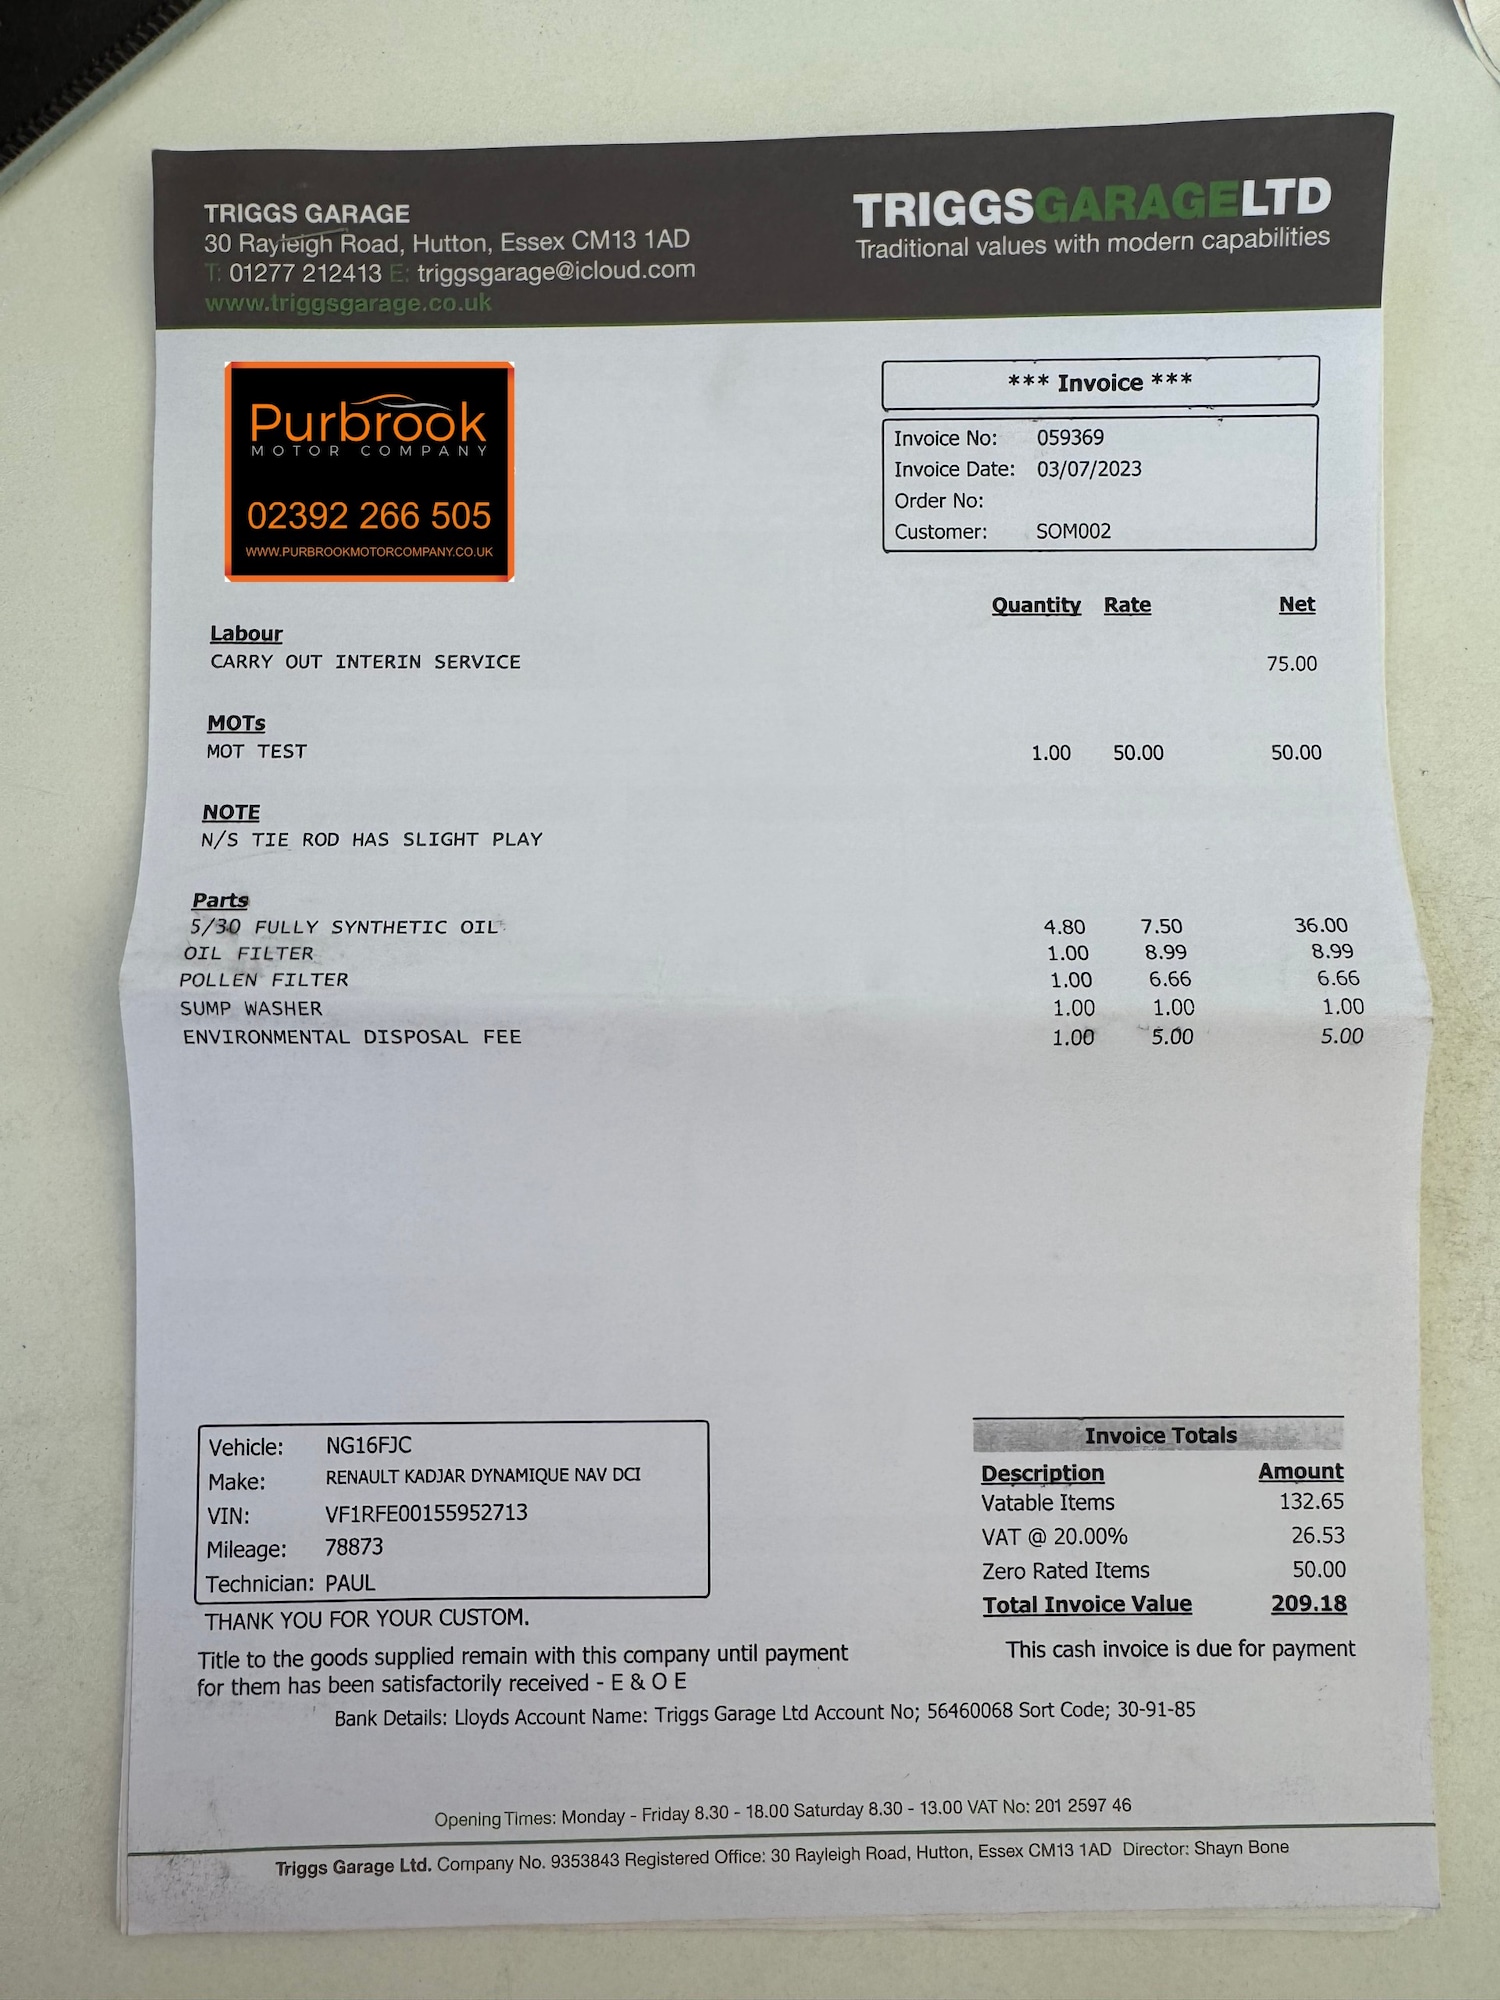 TRIGGS GARAGE
30 Rayleigh Road, Hutton, Essex CM13 1AD
T: 01277 212413 E: triggsgarage@icloud.com
www.triggsgarage.co.uk
TRIGGSGARAGELTD
Traditional values with modern capabilities
Purbrook
MOTOR COMPANY
02392 266 505
WWW.PURBROOKMOTORCOMPANY.CO.UK
*** Invoice ***
Invoice No: 059369
Invoice Date: 03/07/2023
Order No:
Customer: SOM002
Quantity Rate Net
Labour
CARRY OUT INTERIN SERVICE 75.00
MOTs
MOT TEST 1.00 50.00 50.00
NOTE
N/S TIE ROD HAS SLIGHT PLAY
Parts
5/30 FULLY SYNTHETIC OIL 4.80 7.50 36.00
OIL FILTER 1.00 8.99 8.99
POLLEN FILTER 1.00 6.66 6.66
SUMP WASHER 1.00 1.00 1.00
ENVIRONMENTAL DISPOSAL FEE 1.00 5.00 5.00
Vehicle: NG16FJC
Make: RENAULT KADJAR DYNAMIQUE NAV DCI
VIN: VF1RFE00155952713
Mileage: 78873
Technician: PAUL
THANK YOU FOR YOUR CUSTOM.
Title to the goods supplied remain with this company until payment
for them has been satisfactorily received - E & O E
Invoice Totals
Description Amount
Vatable Items 132.65
VAT @ 20.00% 26.53
Zero Rated Items 50.00
Total Invoice Value 209.18
This cash invoice is due for payment
Bank Details: Lloyds Account Name: Triggs Garage Ltd Account No; 56460068 Sort Code; 30-91-85
Opening Times: Monday - Friday 8.30 - 18.00 Saturday 8.30 - 13.00 VAT No: 201 2597 46
Triggs Garage Ltd. Company No. 9353843 Registered Office: 30 Rayleigh Road, Hutton, Essex CM13 1AD Director: Shayn Bone